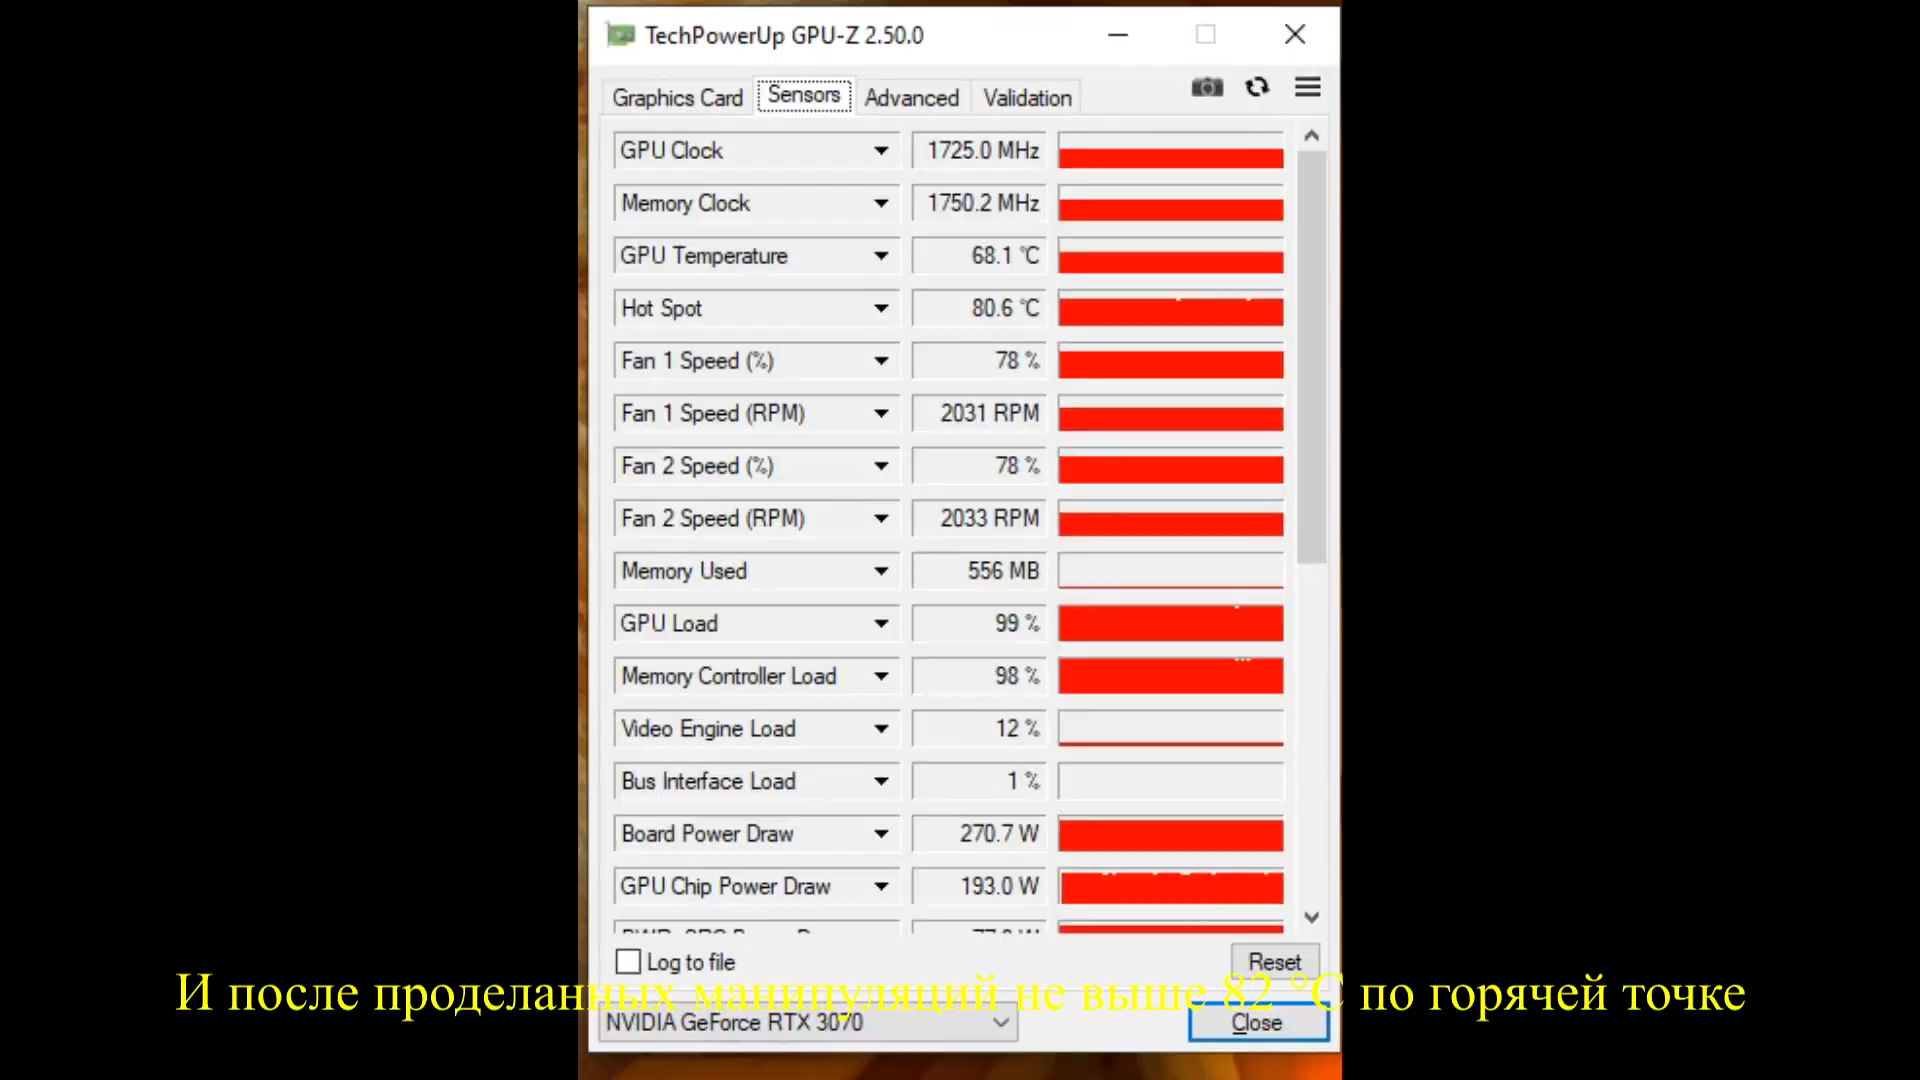 TechPowerUp GPU-Z 2.50.0
Graphics Card Sensors Advanced Validation
GPU Clock 1725.0 MHz
Memory Clock 1750.2 MHz
GPU Temperature 68.1 °C
Hot Spot 80.6 °C
Fan 1 Speed (%) 78 %
Fan 1 Speed (RPM) 2031 RPM
Fan 2 Speed (%) 78 %
Fan 2 Speed (RPM) 2033 RPM
Memory Used 556 MB
GPU Load 99 %
Memory Controller Load 98 %
Video Engine Load 12 %
Bus Interface Load 1 %
Board Power Draw 270.7 W
GPU Chip Power Draw 193.0 W
Log to file Reset
И после проделанных манипуляций не выше 82 °С по горячей точке
NVIDIA GeForce RTX 3070 Close